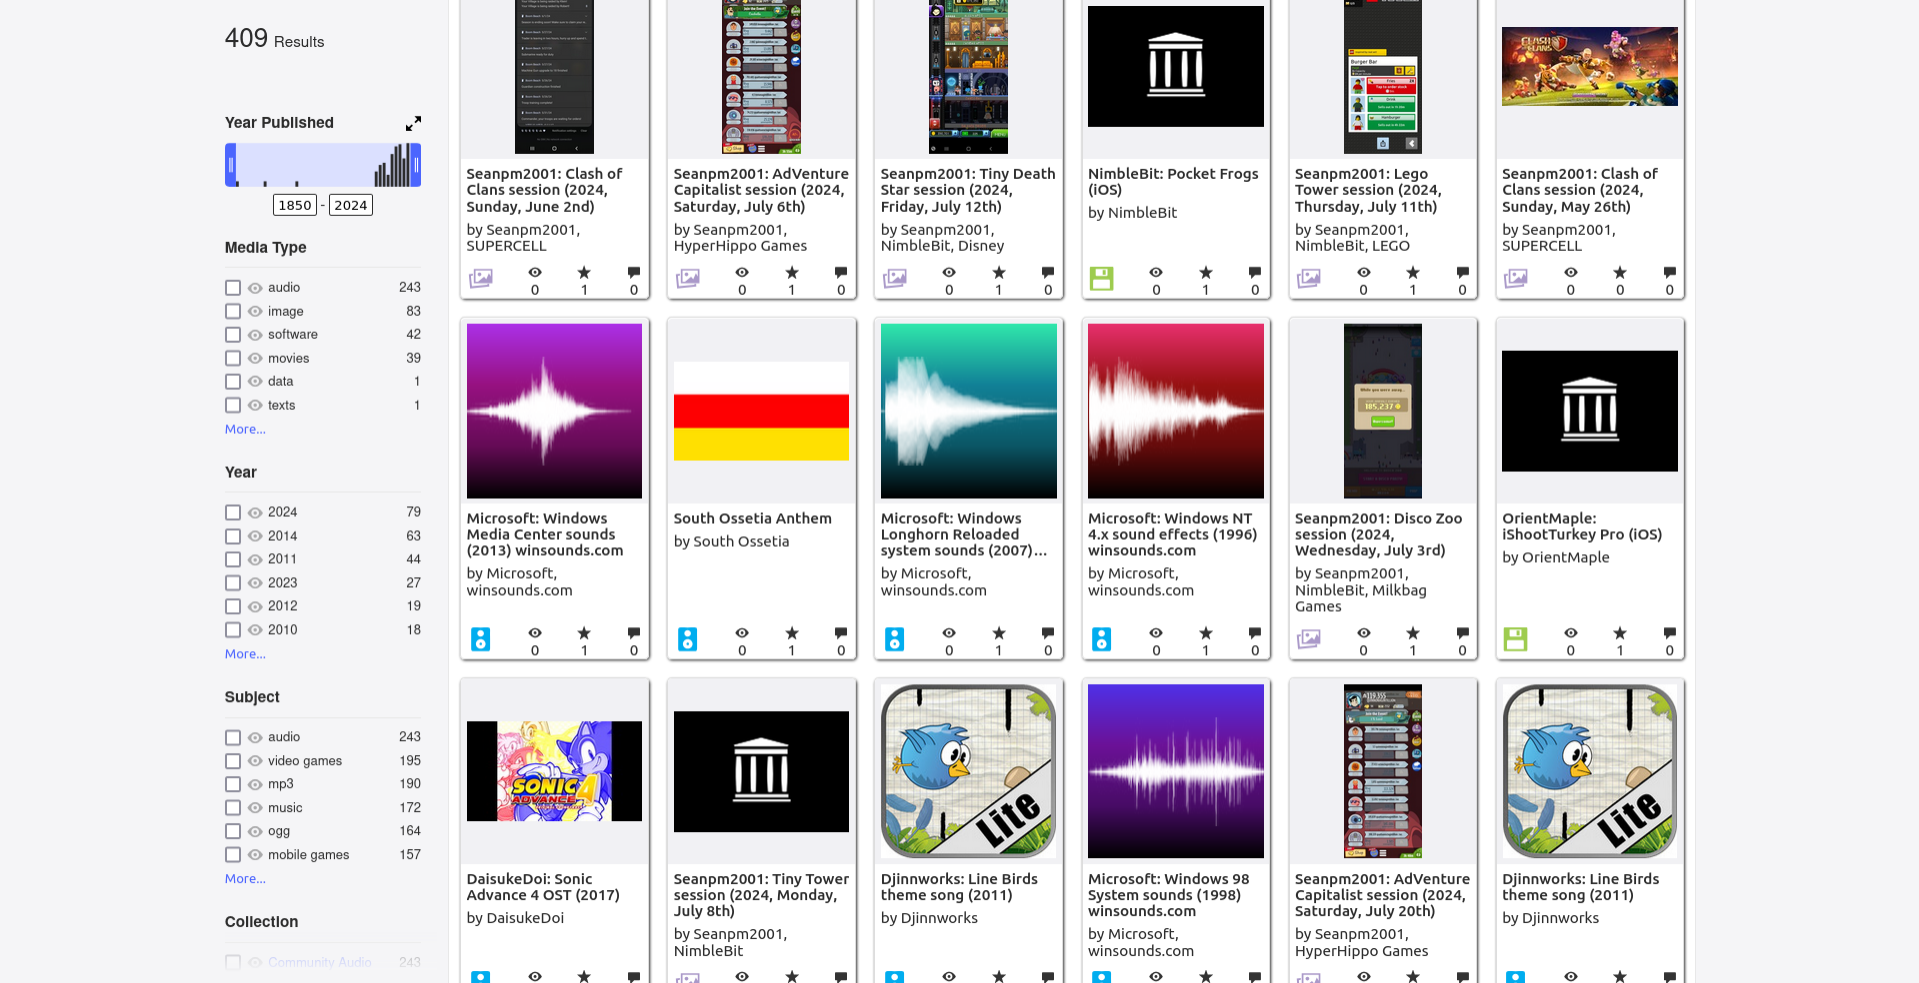 409 Results
Year Published
1850 - 2024
Media Type
audio 243
image 83
software 42
movies 39
data 1
texts 1
More...
Year
2024 79
2014 63
2011 44
2023 27
2012 19
2010 18
More...
Subject
audio 243
video games 195
mp3 190
music 172
ogg 164
mobile games 157
More...
Collection
Community Audio 243
Seanpm2001: Clash of
Clans session (2024,
Sunday, June 2nd)
by Seanpm2001,
SUPERCELL
0 1 0
Seanpm2001: AdVenture
Capitalist session (2024,
Saturday, July 6th)
by Seanpm2001,
HyperHippo Games
0 1 0
Seanpm2001: Tiny Death
Star session (2024,
Friday, July 12th)
by Seanpm2001,
NimbleBit, Disney
0 1 0
NimbleBit: Pocket Frogs
(iOS)
by NimbleBit
0 1 0
Burger Bar
Seanpm2001: Lego
Tower session (2024,
Thursday, July 11th)
by Seanpm2001,
NimbleBit, LEGO
0 1 0
CLASH
CLANS
Seanpm2001: Clash of
Clans session (2024,
Sunday, May 26th)
by Seanpm2001,
SUPERCELL
0 0 0
Microsoft: Windows
Media Center sounds
(2013) winsounds.com
by Microsoft,
winsounds.com
0 1 0
South Ossetia Anthem
by South Ossetia
0 1 0
Microsoft: Windows
Longhorn Reloaded
system sounds (2007)...
by Microsoft,
winsounds.com
0 1 0
Microsoft: Windows NT
4.x sound effects (1996)
winsounds.com
by Microsoft,
winsounds.com
0 1 0
185,237
Seanpm2001: Disco Zoo
session (2024,
Wednesday, July 3rd)
by Seanpm2001,
NimbleBit, Milkbag
Games
0 1 0
OrientMaple:
iShootTurkey Pro (iOS)
by OrientMaple
0 1 0
SONIC
ADVANCE 4
DaisukeDoi: Sonic
Advance 4 OST (2017)
by DaisukeDoi
Seanpm2001: Tiny Tower
session (2024, Monday,
July 8th)
by Seanpm2001,
NimbleBit
Lite
Djinnworks: Line Birds
theme song (2011)
by Djinnworks
Microsoft: Windows 98
System sounds (1998)
winsounds.com
by Microsoft,
winsounds.com
Seanpm2001: AdVenture
Capitalist session (2024,
Saturday, July 20th)
by Seanpm2001,
HyperHippo Games
Lite
Djinnworks: Line Birds
theme song (2011)
by Djinnworks